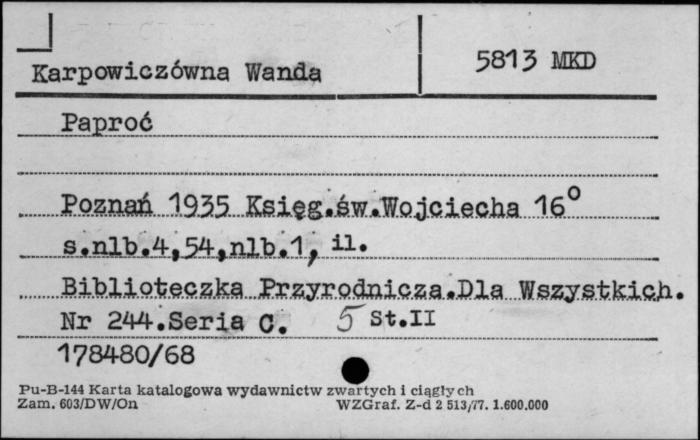 Karpowiczówna Wanda 5813 MKD
Paproć
Poznań 1935 Księg.św.Wojciecha 16°
s.nlb.4,54,nlb.1, il.
Biblioteczka Przyrodnicza.Dla Wszystkich.
Nr 244.Seria C. 5 St.II
178480/68
Pu-B-144 Karta katalogowa wydawnictw zwartych i ciągłych
Zam. 603/DW/On WZGraf. Z-d 2 513/77. 1.600.000